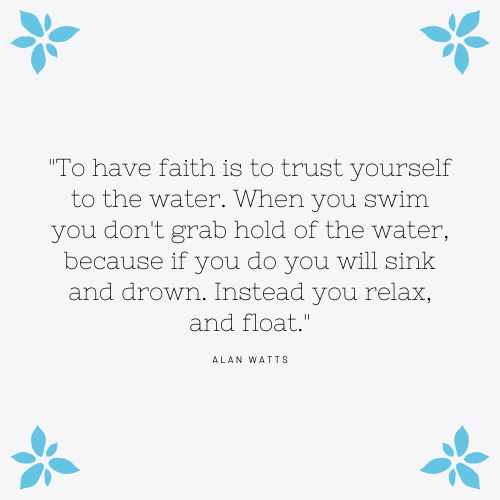 "To have faith is to trust yourself
to the water. When you swim
you don't grab hold of the water,
because if you do you will sink
and drown. Instead you relax,
and float."
ALAN WATTS